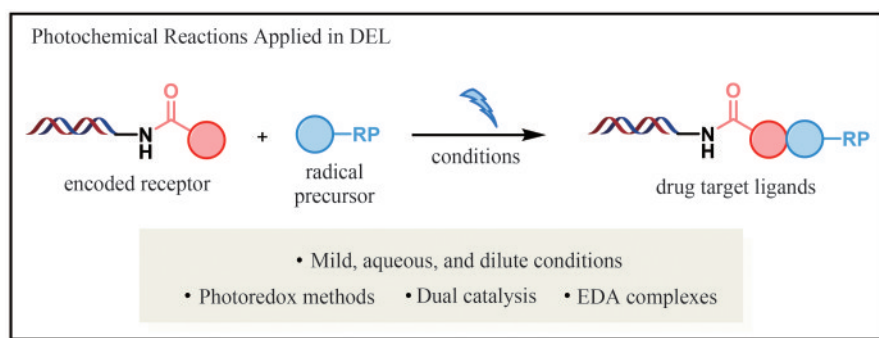 Photochemical Reactions Applied in DEL
O
N
H
encoded receptor
+
RP
radical
precursor
conditions
O
N
H
RP
drug target ligands
• Mild, aqueous, and dilute conditions
• Photoredox methods • Dual catalysis • EDA complexes